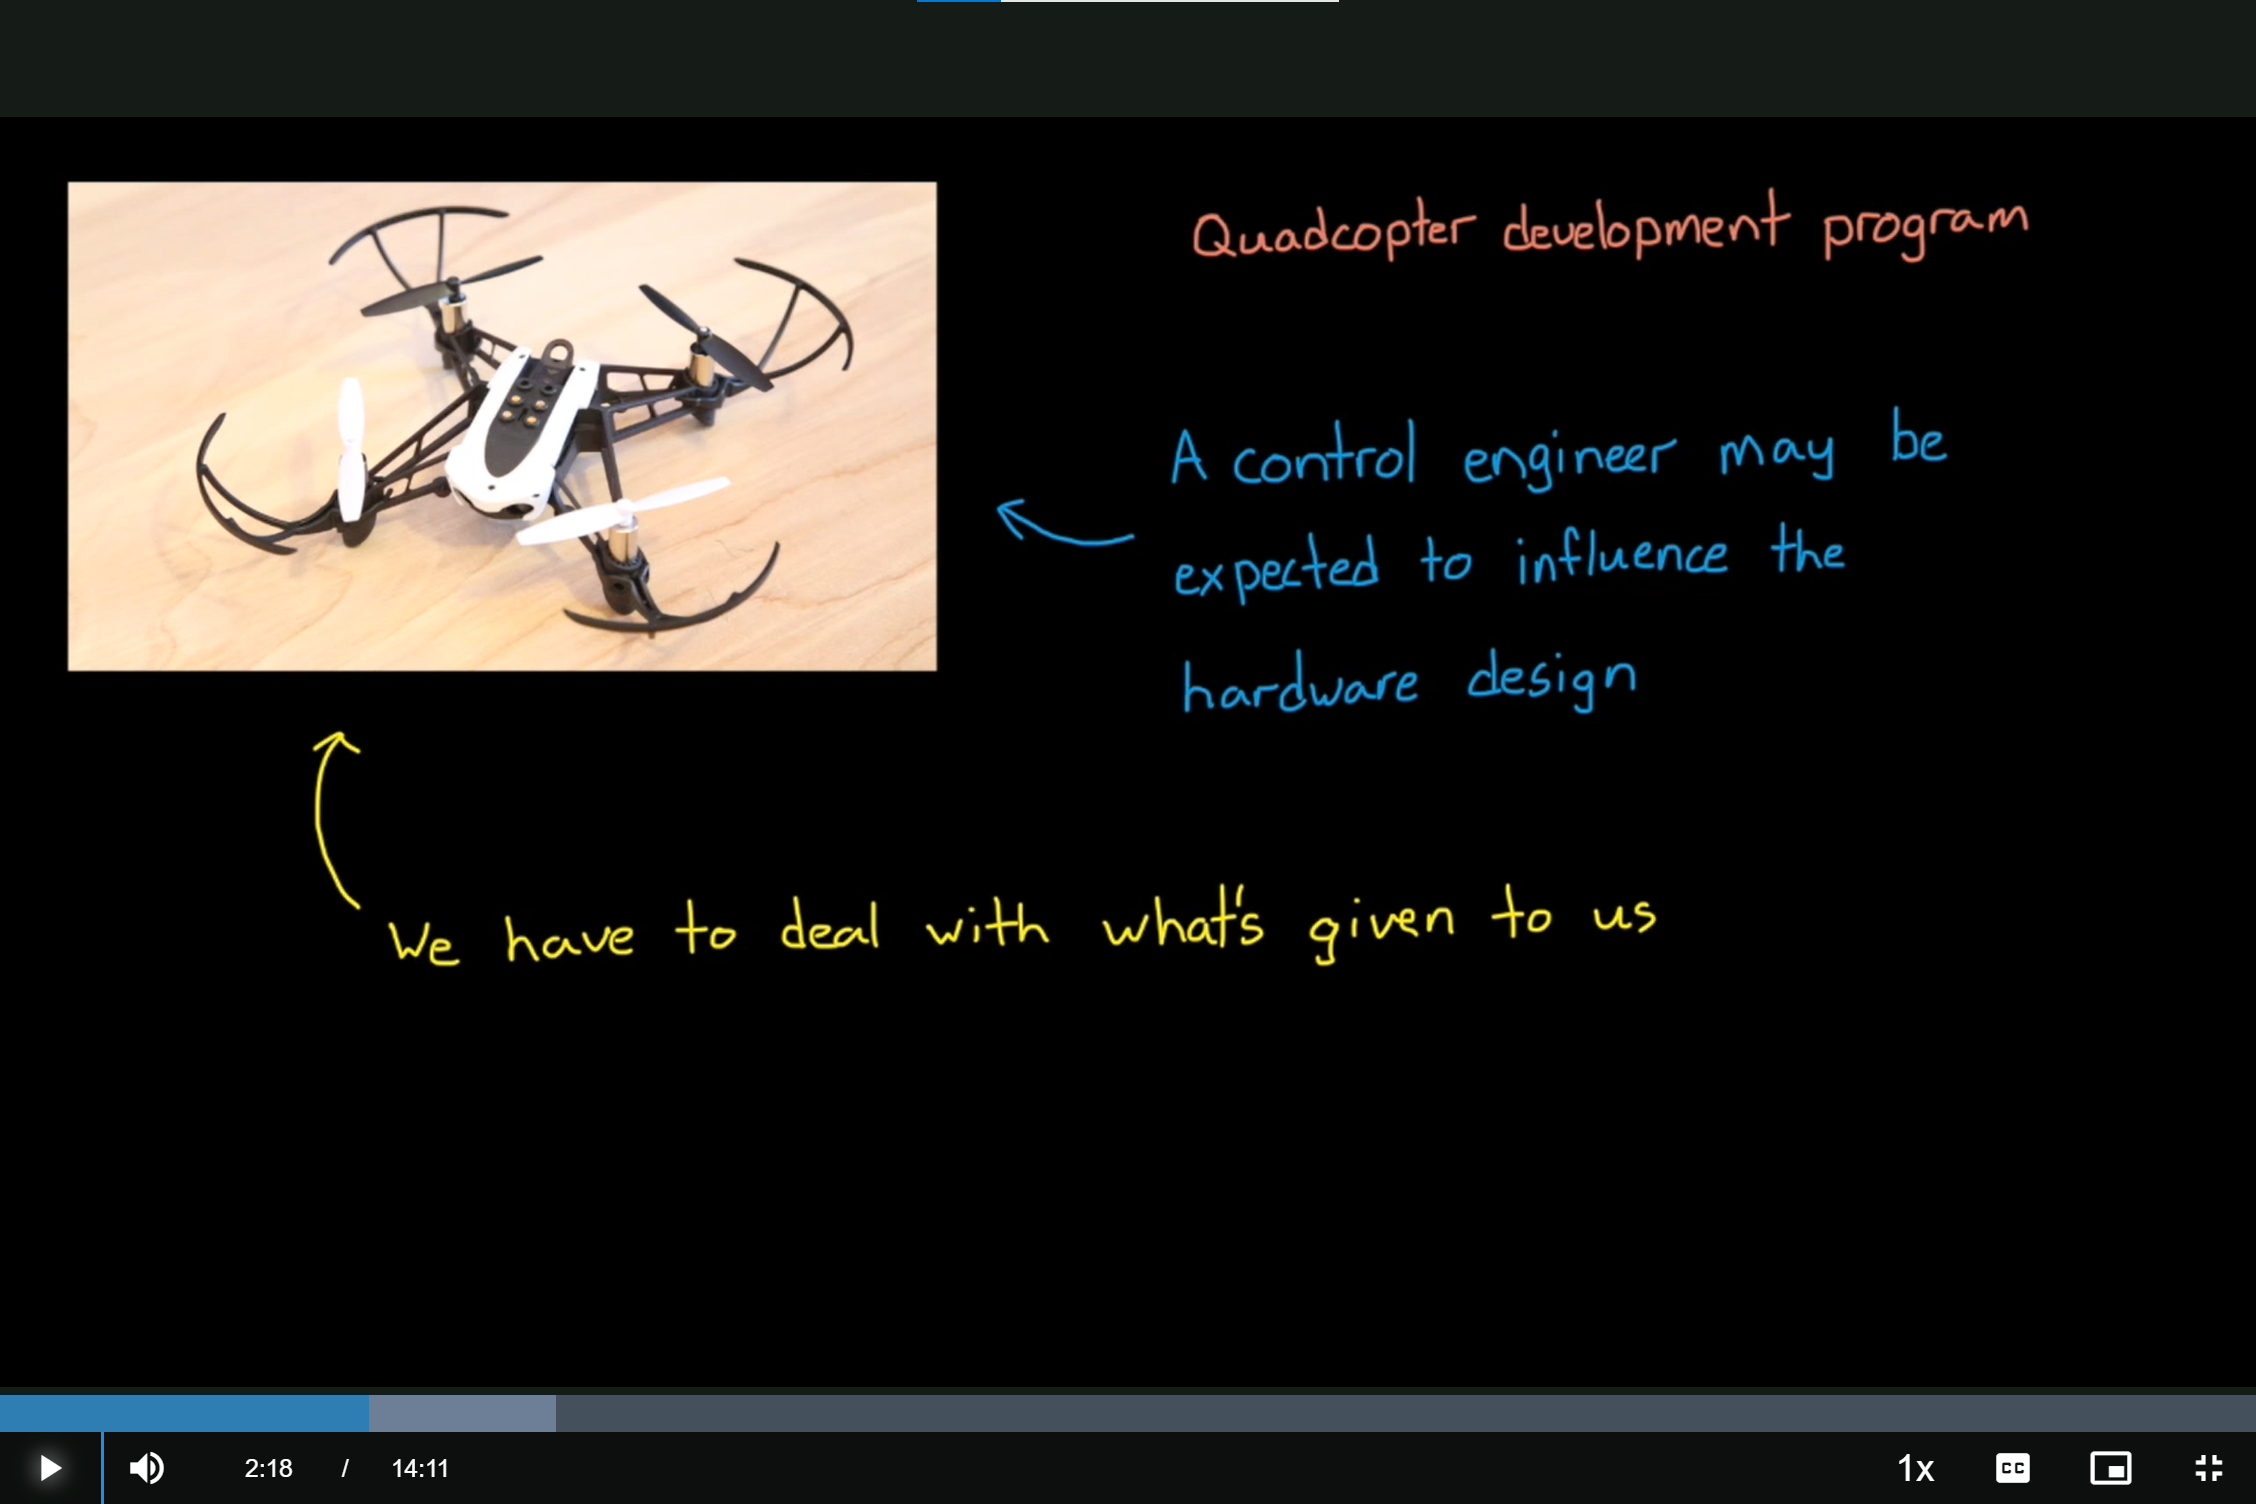 Quadcopter development program
A control engineer may be
expected to influence the
hardware design
We have to deal with what's given to us
2:18 / 14:11
1x
CC